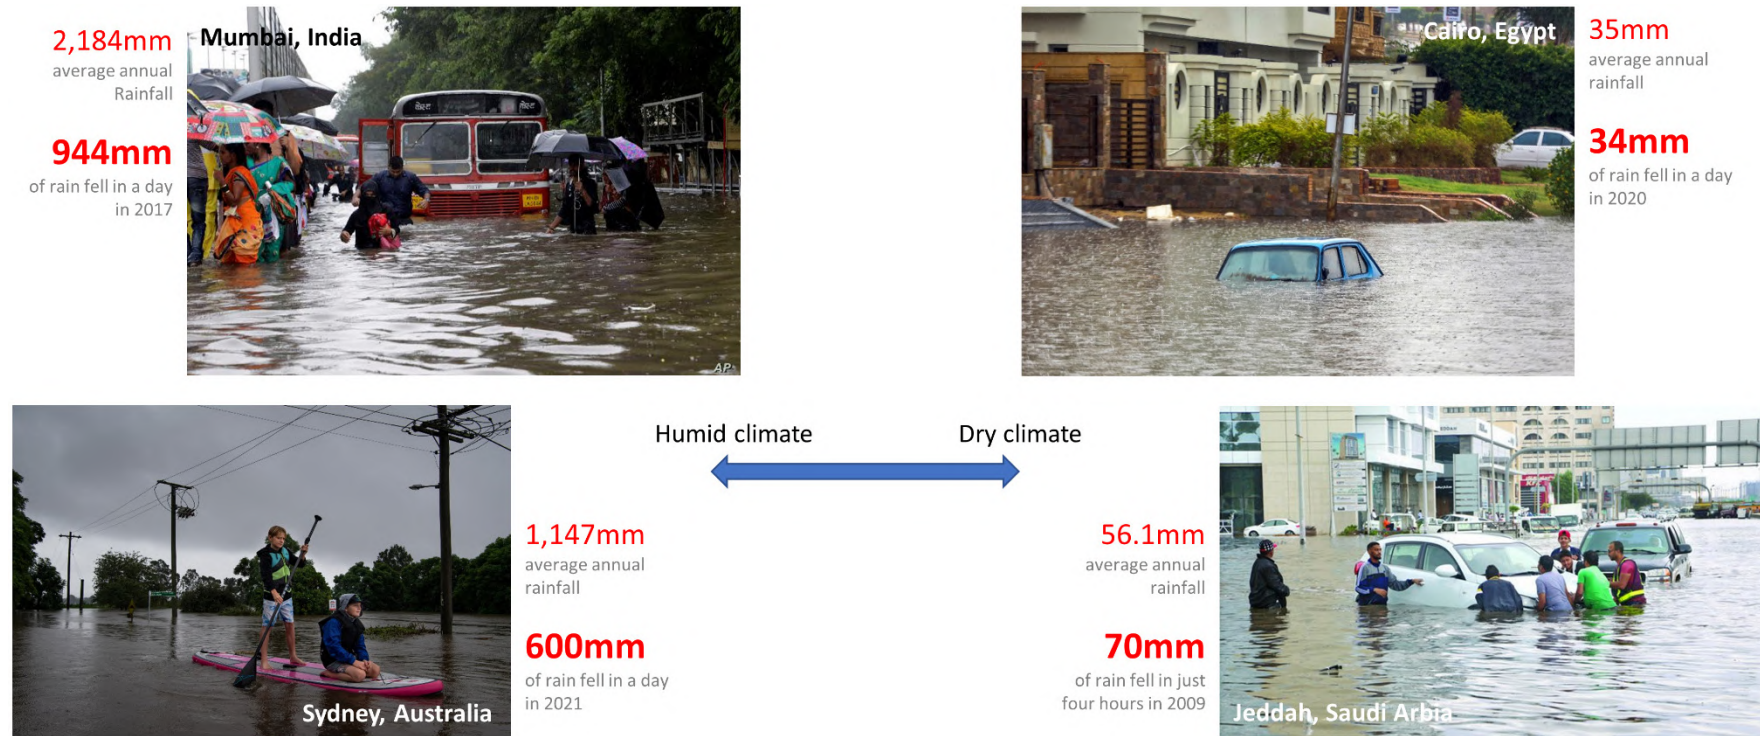 2,184mm
average annual
Rainfall
944mm
of rain fell in a day
in 2017
Mumbai, India
AP
Cairo, Egypt
35mm
average annual
rainfall
34mm
of rain fell in a day
in 2020
Humid climate
Dry climate
1,147mm
average annual
rainfall
600mm
of rain fell in a day
in 2021
Sydney, Australia
56.1mm
average annual
rainfall
70mm
of rain fell in just
four hours in 2009
Jeddah, Saudi Arbia